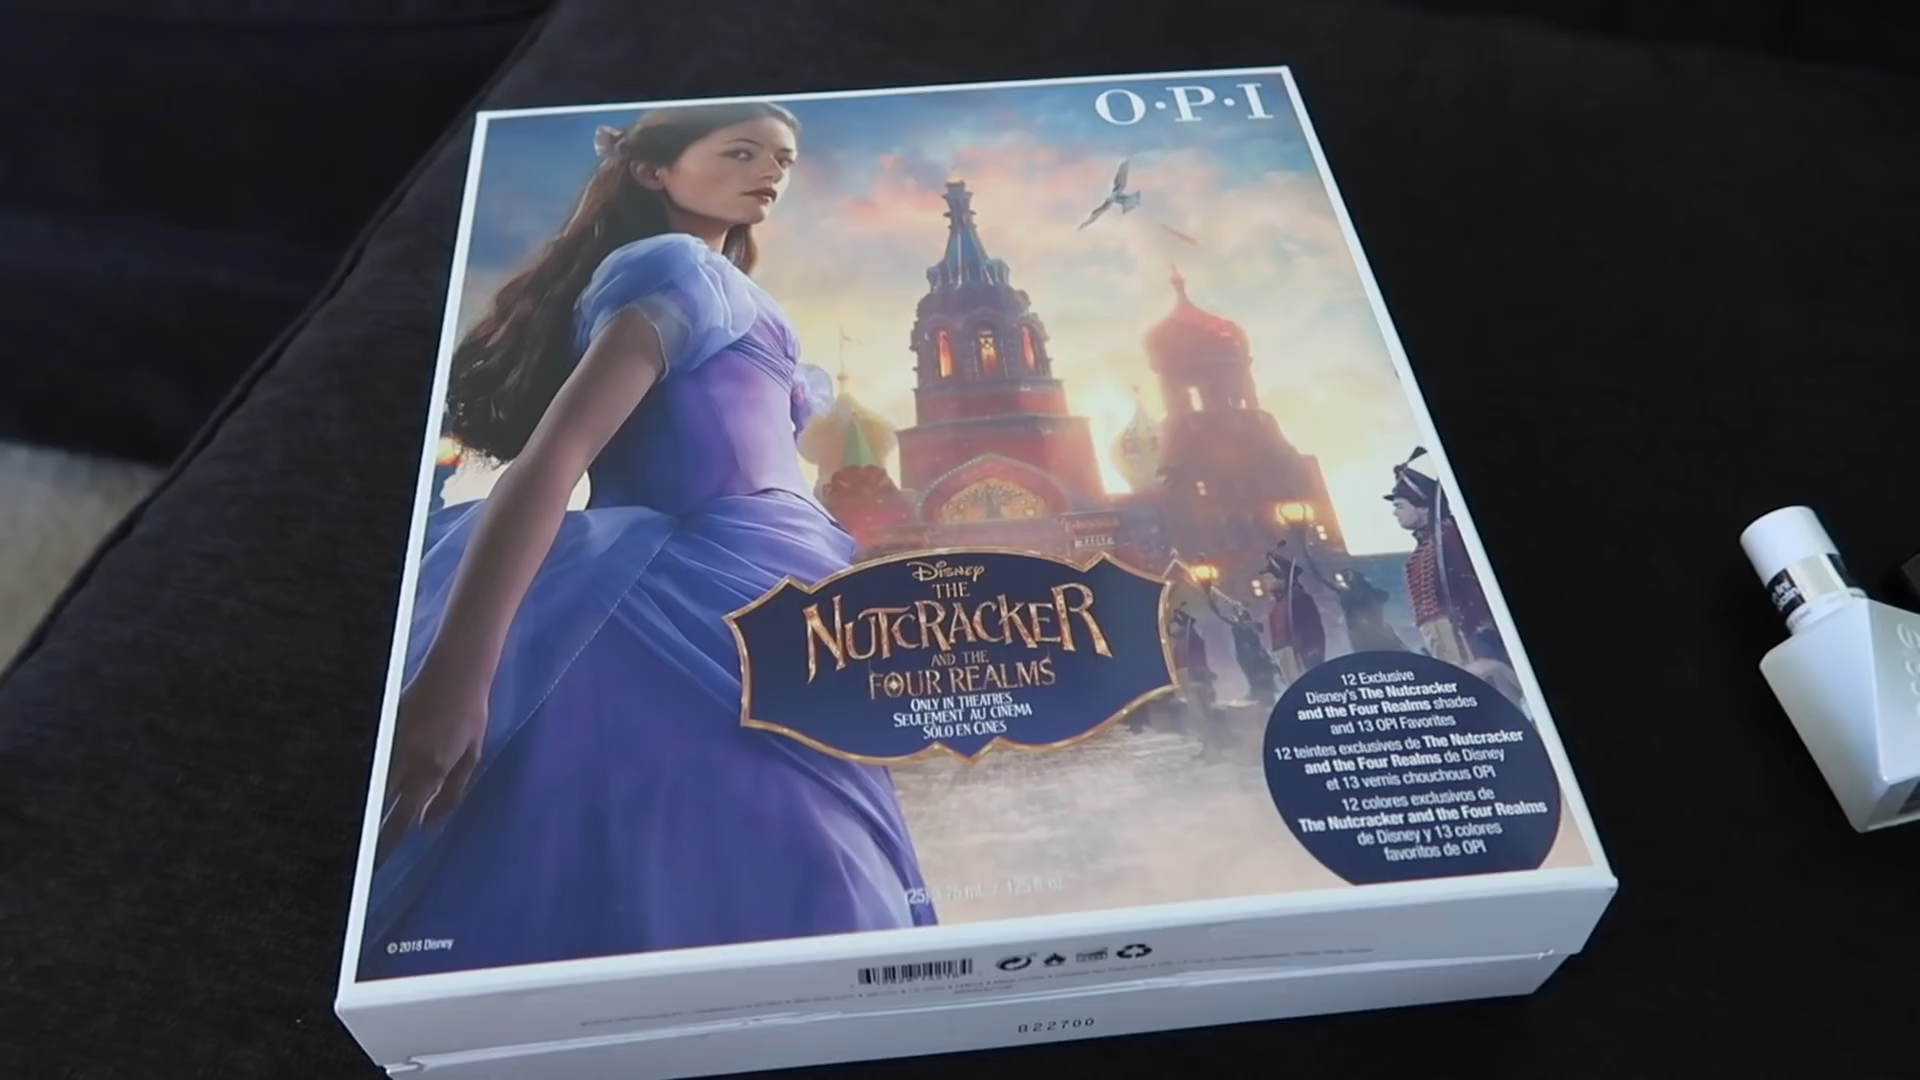 O·P·I
Disney
THE
NUTCRACKER
AND THE
FOUR REALMS
ONLY IN THEATRES
SEULEMENT AU CINÉMA
SÓLO EN CINES
12 Exclusive
Disney's The Nutcracker
and the Four Realms shades
and 13 OPI Favorites
12 teintes exclusives de The Nutcracker
and the Four Realms de Disney
et 13 vernis chouchous OPI
12 colores exclusivos de
The Nutcracker and the Four Realms
de Disney y 13 colores
favoritos de OPI
© 2018 Disney
B22700